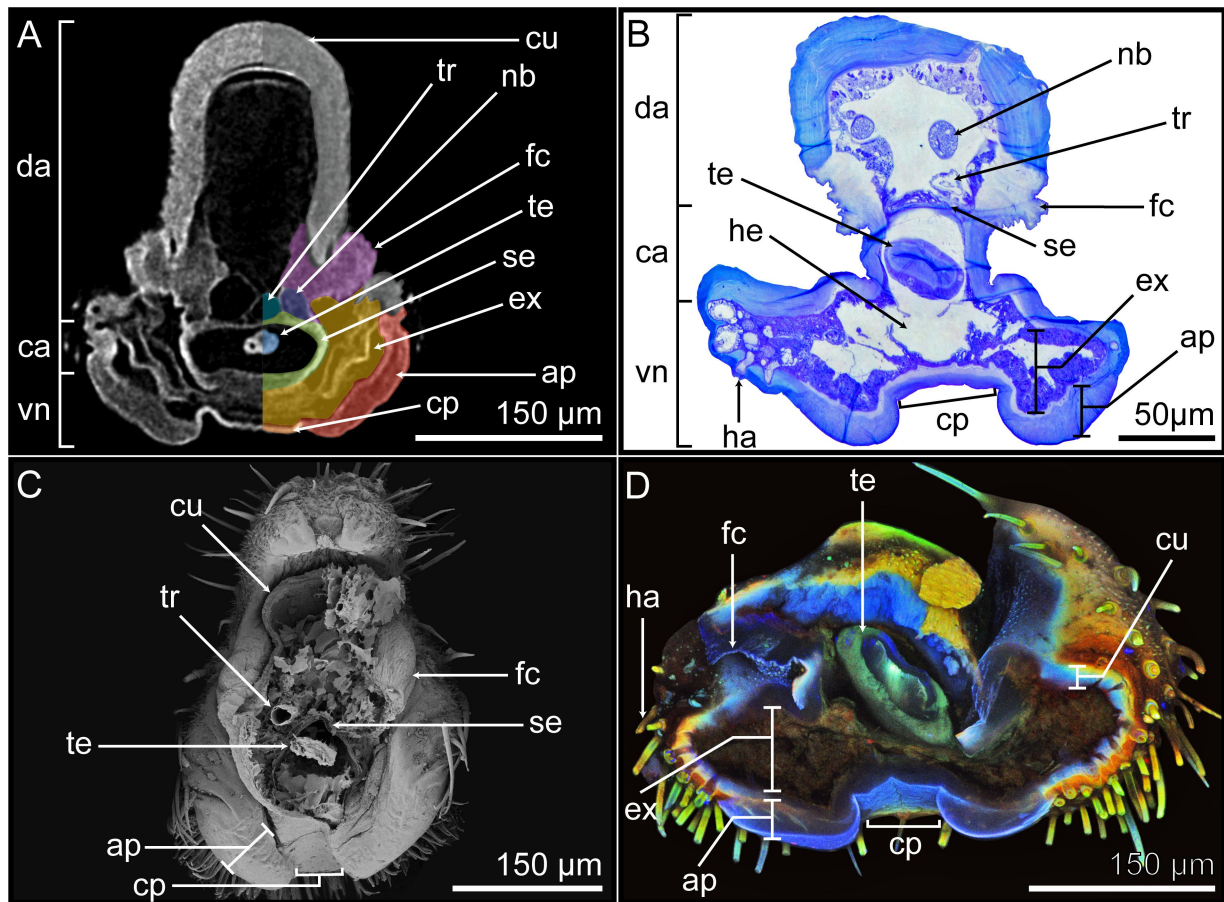 A
cu
tr
nb
da
fc
te
se
ex
ca
ap
vn
cp
150 µm
B
nb
da
tr
te
fc
he
se
ca
ex
ap
vn
cp
ha
50µm
C
cu
tr
fc
se
te
ap
cp
150 µm
D
te
fc
cu
ha
ex
cp
ap
150 µm